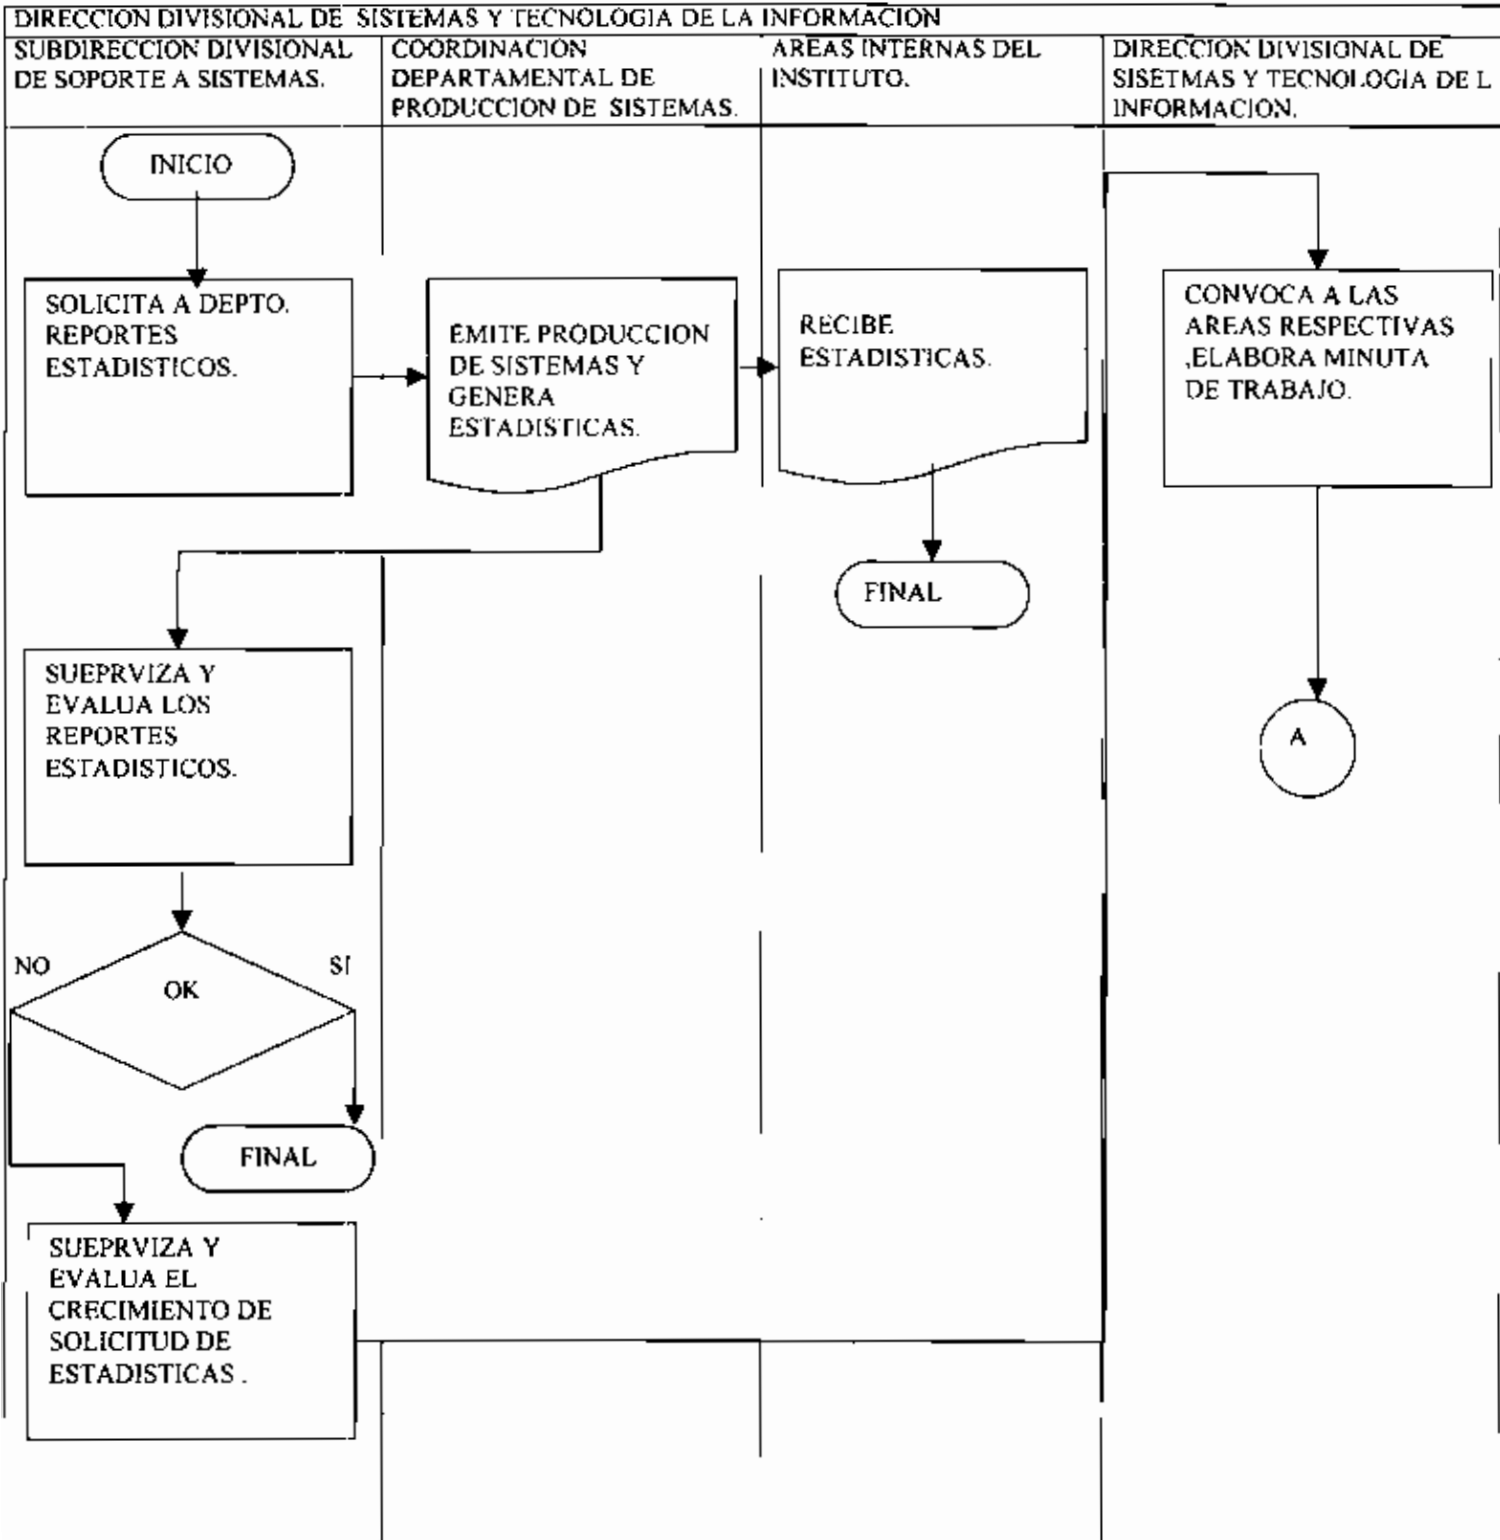 DIRECCION DIVISIONAL DE SISTEMAS Y TECNOLOGIA DE LA INFORMACION
SUBDIRECCION DIVISIONAL
DE SOPORTE A SISTEMAS.
COORDINACION
DEPARTAMENTAL DE
PRODUCCION DE SISTEMAS.
AREAS INTERNAS DEL
INSTITUTO.
DIRECCION DIVISIONAL DE
SISETMAS Y TECNOLOGIA DE L
INFORMACION.
INICIO
SOLICITA A DEPTO.
REPORTES
ESTADISTICOS.
EMITE PRODUCCION
DE SISTEMAS Y
GENERA
ESTADISTICAS.
RECIBE
ESTADISTICAS.
CONVOCA A LAS
AREAS RESPECTIVAS
,ELABORA MINUTA
DE TRABAJO.
FINAL
SUEPRVIZA Y
EVALUA LOS
REPORTES
ESTADISTICOS.
A
NO
SI
OK
FINAL
SUEPRVIZA Y
EVALUA EL
CRECIMIENTO DE
SOLICITUD DE
ESTADISTICAS .